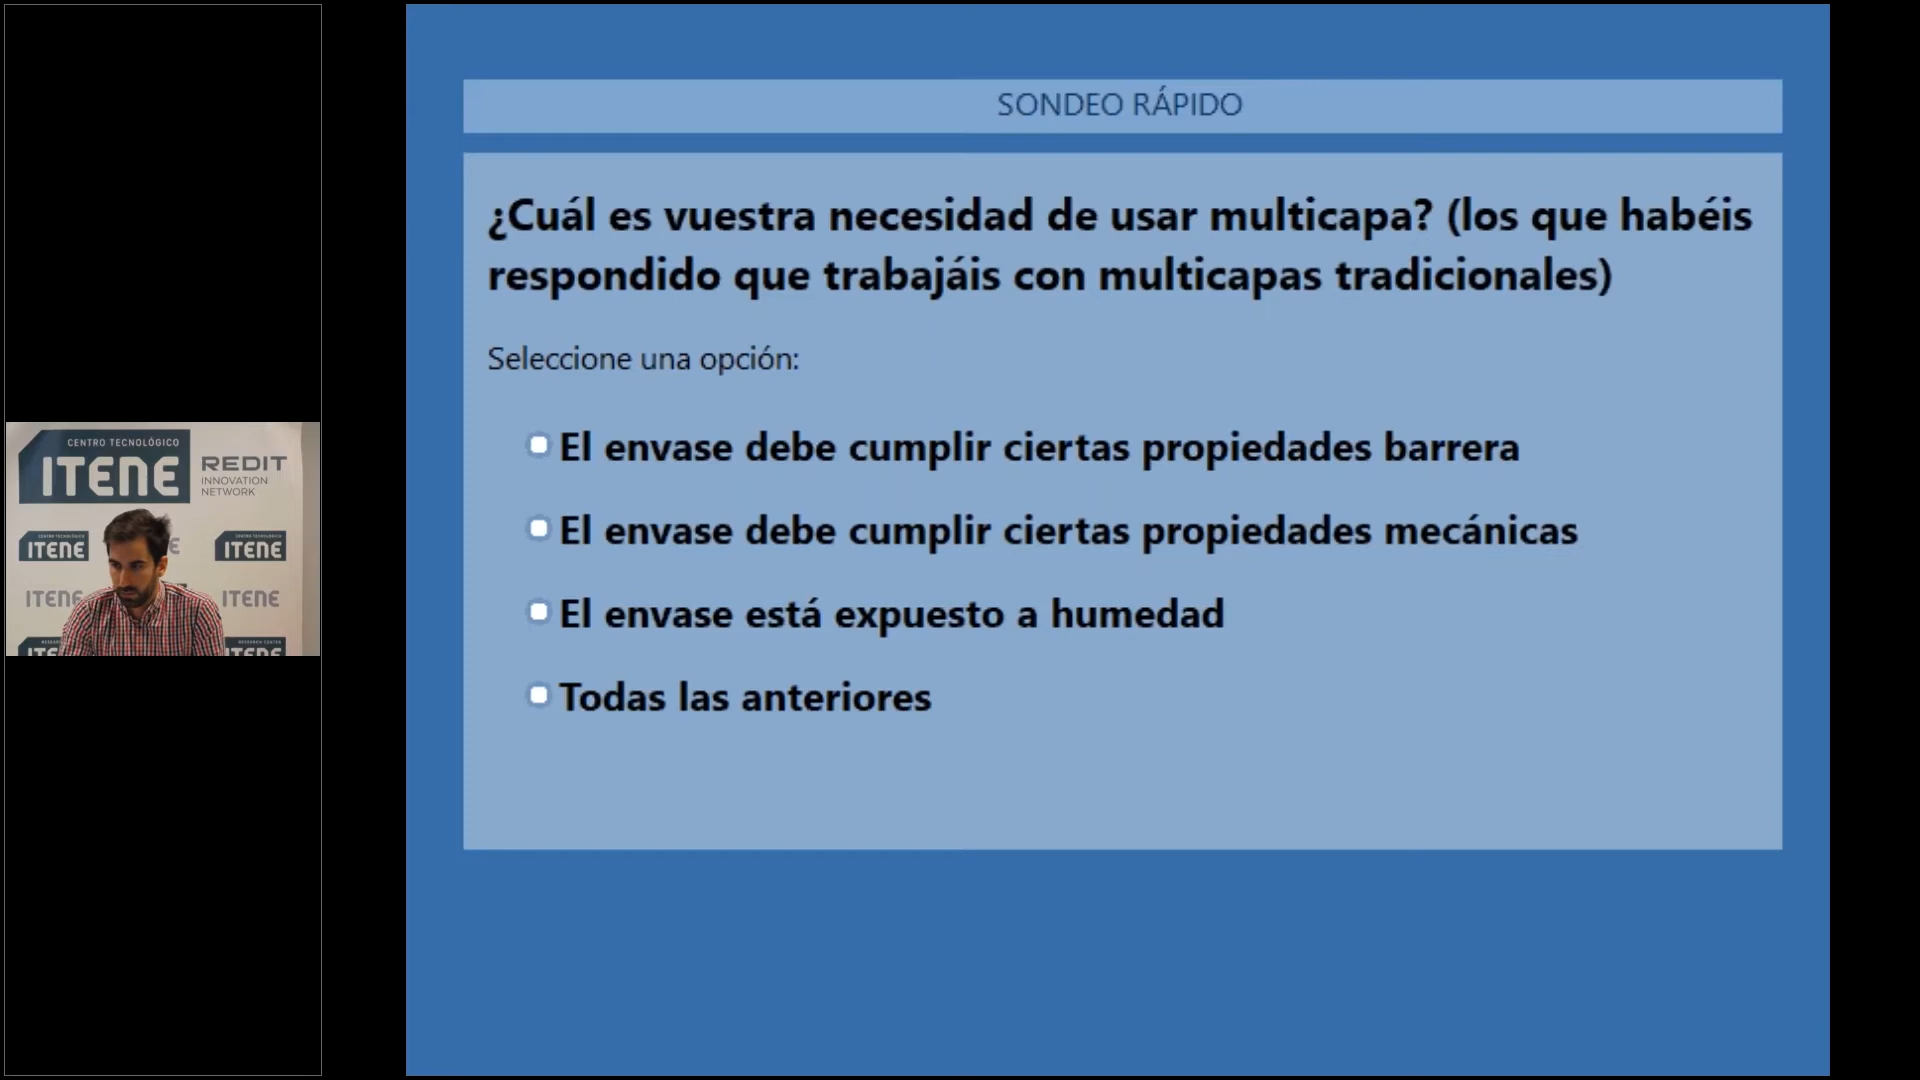 SONDEO RÁPIDO
¿Cuál es vuestra necesidad de usar multicapa? (los que habéis
respondido que trabajáis con multicapas tradicionales)
Seleccione una opción:
El envase debe cumplir ciertas propiedades barrera
El envase debe cumplir ciertas propiedades mecánicas
El envase está expuesto a humedad
Todas las anteriores
CENTRO TECNOLÓGICO
ITENE
REDIT
INNOVATION
NETWORK
ITENE
ITENE
ITENE
ITENE